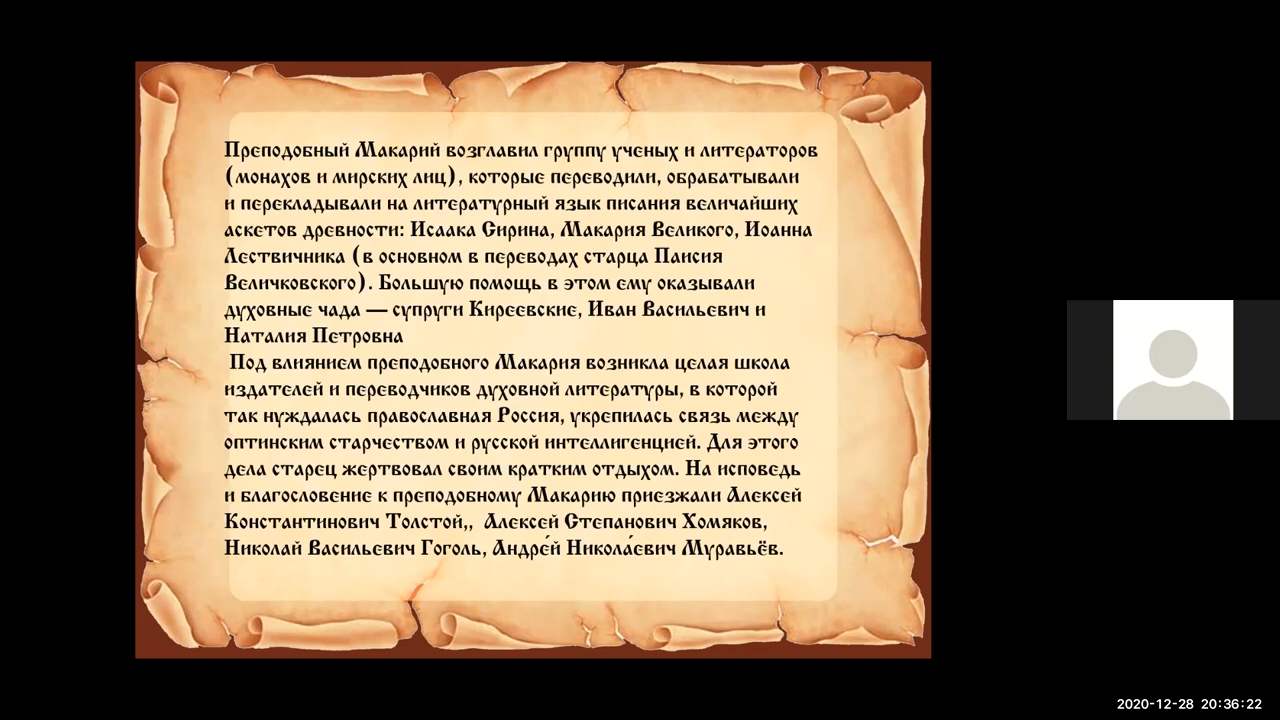 Преподобный Макарий возглавил группу ученых и литераторов
(монахов и мирских лиц), которые переводили, обрабатывали
и перекладывали на литературный язык писания величайших
аскетов древности: Исаака Сирина, Макария Великого, Иоанна
Лествичника (в основном в переводах старца Паисия
Величковского). Большую помощь в этом ему оказывали
духовные чада — супруги Киреевские, Иван Васильевич и
Наталия Петровна
Под влиянием преподобного Макария возникла целая школа
издателей и переводчиков духовной литературы, в которой
так нуждалась православная Россия, укрепилась связь между
оптинским старчеством и русской интеллигенцией. Для этого
дела старец жертвовал своим кратким отдыхом. На исповедь
и благословение к преподобному Макарию приезжали Алексей
Константинович Толстой,, Алексей Степанович Хомяков,
Николай Васильевич Гоголь, Андре́й Никола́евич Муравьёв.
2020-12-28 20:36:22